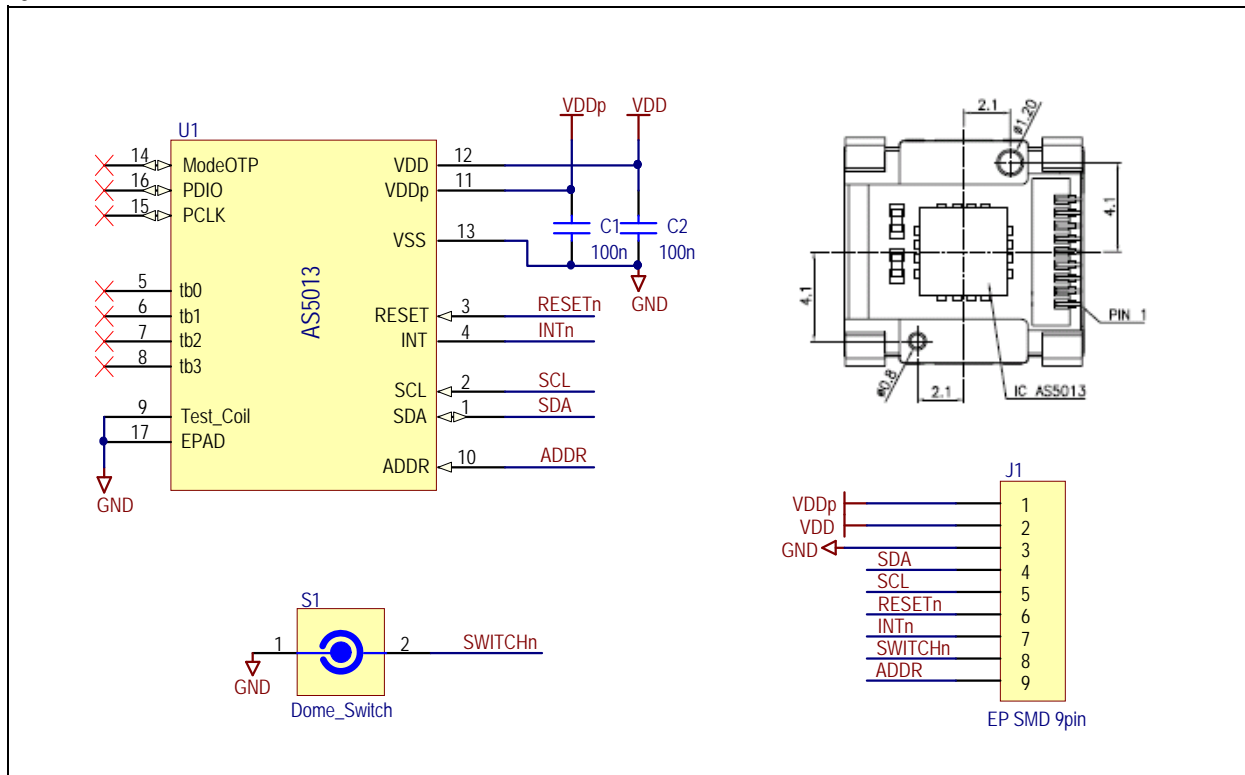 U1
14 ModeOTP
16 PDIO
15 PCLK
5 tb0
6 tb1
7 tb2
8 tb3
9 Test_Coil
17 EPAD
GND
AS5013
VDD 12
VDDp 11
VSS 13
RESET 3 RESETn
INT 4 INTn
SCL 2 SCL
SDA 1 SDA
ADDR 10 ADDR
VDDp VDD
C1 C2
100n 100n
GND
2.1
ø1.20
4.1
4.1
PIN 1
ø0.8
2.1
IC AS5013
S1
1 2 SWITCHn
GND
Dome_Switch
J1
VDDp 1
VDD 2
GND 3
SDA 4
SCL 5
RESETn 6
INTn 7
SWITCHn 8
ADDR 9
EP SMD 9pin